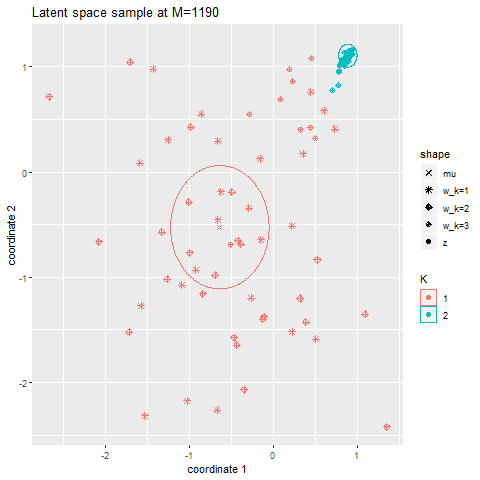 Latent space sample at M=1190
1
0
-1
-2
coordinate 2
-2
-1
0
1
coordinate 1
shape
mu
w_k=1
w_k=2
w_k=3
z
K
1
2